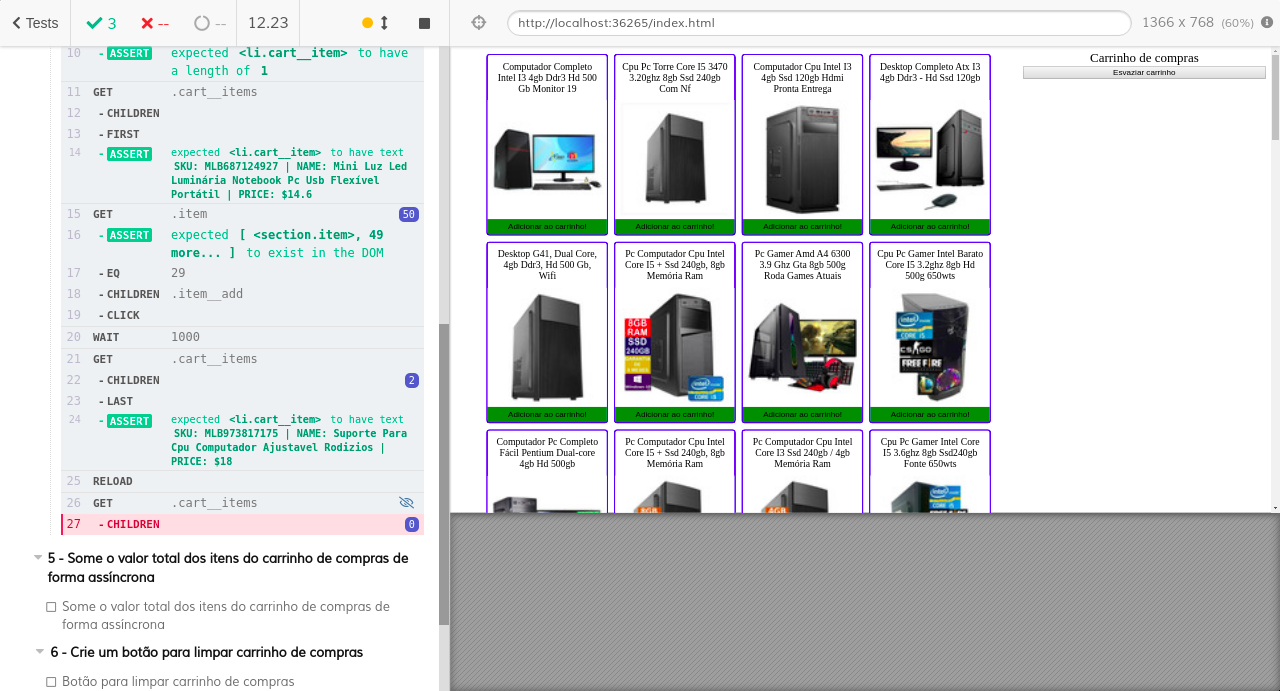 Tests
3
--
--
12.23
http://localhost:36265/index.html
1366 x 768 (60%)
10 - ASSERT expected <li.cart__item> to have
a length of 1
11 GET .cart__items
12 - CHILDREN
13 - FIRST
14 - ASSERT expected <li.cart__item> to have text
SKU: MLB687124927 | NAME: Mini Luz Led
Luminária Notebook Pc Usb Flexível
Portátil | PRICE: $14.6
15 GET .item 50
16 - ASSERT expected [ <section.item>, 49
more... ] to exist in the DOM
17 - EQ 29
18 - CHILDREN .item__add
19 - CLICK
20 WAIT 1000
21 GET .cart__items
22 - CHILDREN 2
23 - LAST
24 - ASSERT expected <li.cart__item> to have text
SKU: MLB973817175 | NAME: Suporte Para
Cpu Computador Ajustavel Rodizios |
PRICE: $18
25 RELOAD
26 GET .cart__items
27 - CHILDREN 0
5 - Some o valor total dos itens do carrinho de compras de
forma assíncrona
Some o valor total dos itens do carrinho de compras de
forma assíncrona
6 - Crie um botão para limpar carrinho de compras
Botão para limpar carrinho de compras
Computador Completo
Intel I3 4gb Ddr3 Hd 500
Gb Monitor 19
Adicionar ao carrinho!
Cpu Pc Torre Core I5 3470
3.20ghz 8gb Ssd 240gb
Com Nf
Adicionar ao carrinho!
Computador Cpu Intel I3
4gb Ssd 120gb Hdmi
Pronta Entrega
Adicionar ao carrinho!
Desktop Completo Atx I3
4gb Ddr3 - Hd Ssd 120gb
Adicionar ao carrinho!
Desktop G41, Dual Core,
4gb Ddr3, Hd 500 Gb,
Wifi
Adicionar ao carrinho!
Pc Computador Cpu Intel
Core I5 + Ssd 240gb, 8gb
Memória Ram
8GB
RAM
SSD
240GB
Adicionar ao carrinho!
Pc Gamer Amd A4 6300
3.9 Ghz Gta 8gb 500g
Roda Games Atuais
Adicionar ao carrinho!
Cpu Pc Gamer Intel Barato
Core I5 3.2ghz 8gb Hd
500g 650wts
intel
CORE i5
CS:GO
FREE FIRE
Adicionar ao carrinho!
Computador Pc Completo
Fácil Pentium Dual-core
4gb Hd 500gb
Pc Computador Cpu Intel
Core I5 + Ssd 240gb, 8gb
Memória Ram
8GB
Pc Computador Cpu Intel
Core I3 Ssd 240gb / 4gb
Memória Ram
4GB
Cpu Pc Gamer Intel Core
I5 3.6ghz 8gb Ssd240gb
Fonte 650wts
intel
Carrinho de compras
Esvaziar carrinho